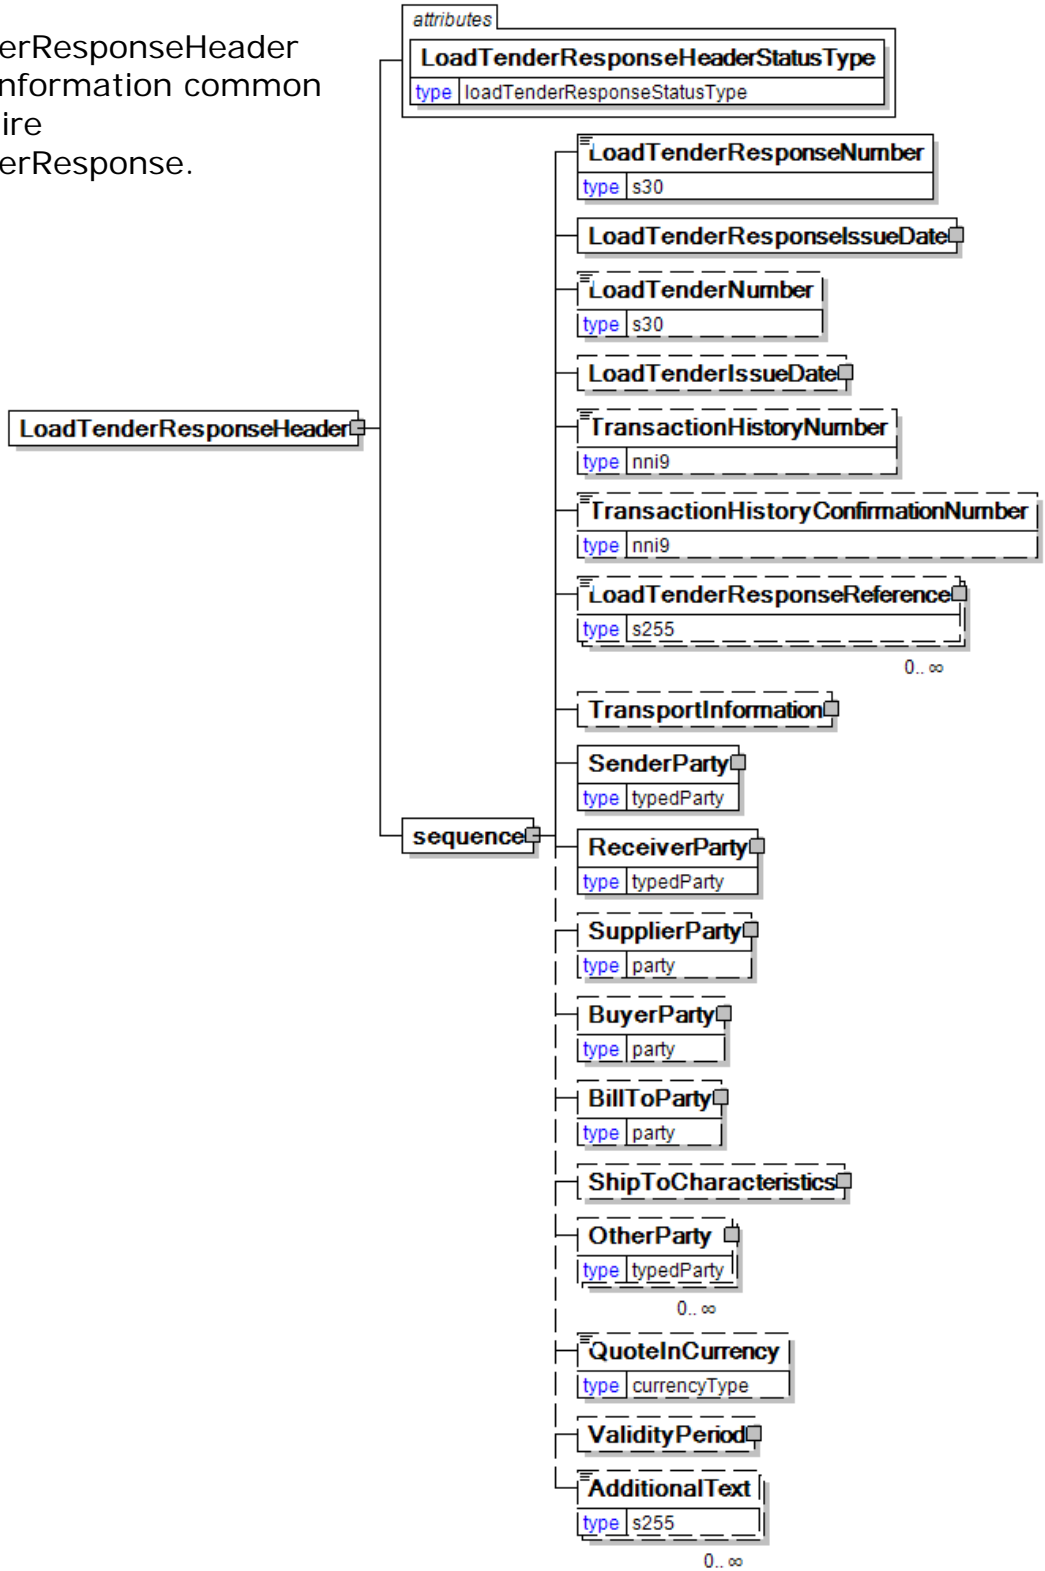 attributes
erResponseHeader
nformation common
ire
erResponse.
LoadTenderResponseHeaderStatusType
type loadTenderResponseStatusType
LoadTenderResponseNumber
type s30
LoadTenderResponseIssueDate
LoadTenderNumber
type s30
LoadTenderIssueDate
LoadTenderResponseHeader
TransactionHistoryNumber
type nni9
TransactionHistoryConfirmationNumber
type nni9
LoadTenderResponseReference
type s255
0.. ∞
TransportInformation
SenderParty
type typedParty
sequence
ReceiverParty
type typedParty
SupplierParty
type party
BuyerParty
type party
BillToParty
type party
ShipToCharacteristics
OtherParty
type typedParty
0.. ∞
QuoteInCurrency
type currencyType
ValidityPeriod
AdditionalText
type s255
0.. ∞